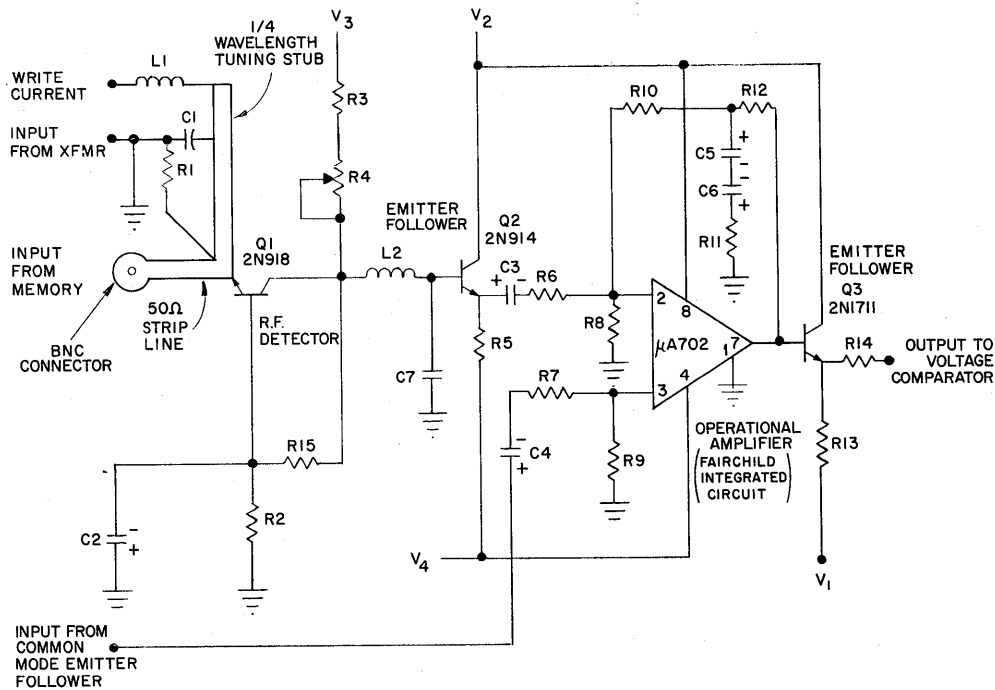 1/4
WAVELENGTH
TUNING STUB
V3
V2
L1
WRITE
CURRENT
R3
R10
R12
C1
INPUT
FROM XFMR
+
C5
-
R1
R4
EMITTER
FOLLOWER
Q2
2N914
-
C6
+
Q1
2N918
L2
+ C3 -
R6
R11
EMITTER
FOLLOWER
Q3
2N1711
INPUT
FROM
MEMORY
2
8
R8
50Ω
STRIP
LINE
R.F.
DETECTOR
BNC
CONNECTOR
R5
μA702
1 7
R14
OUTPUT TO
VOLTAGE
COMPARATOR
C7
R7
4
3
OPERATIONAL
AMPLIFIER
(FAIRCHILD
INTEGRATED
CIRCUIT)
R13
-
C4
+
R9
R15
R2
C2
-
+
V4
V1
INPUT FROM
COMMON
MODE EMITTER
FOLLOWER